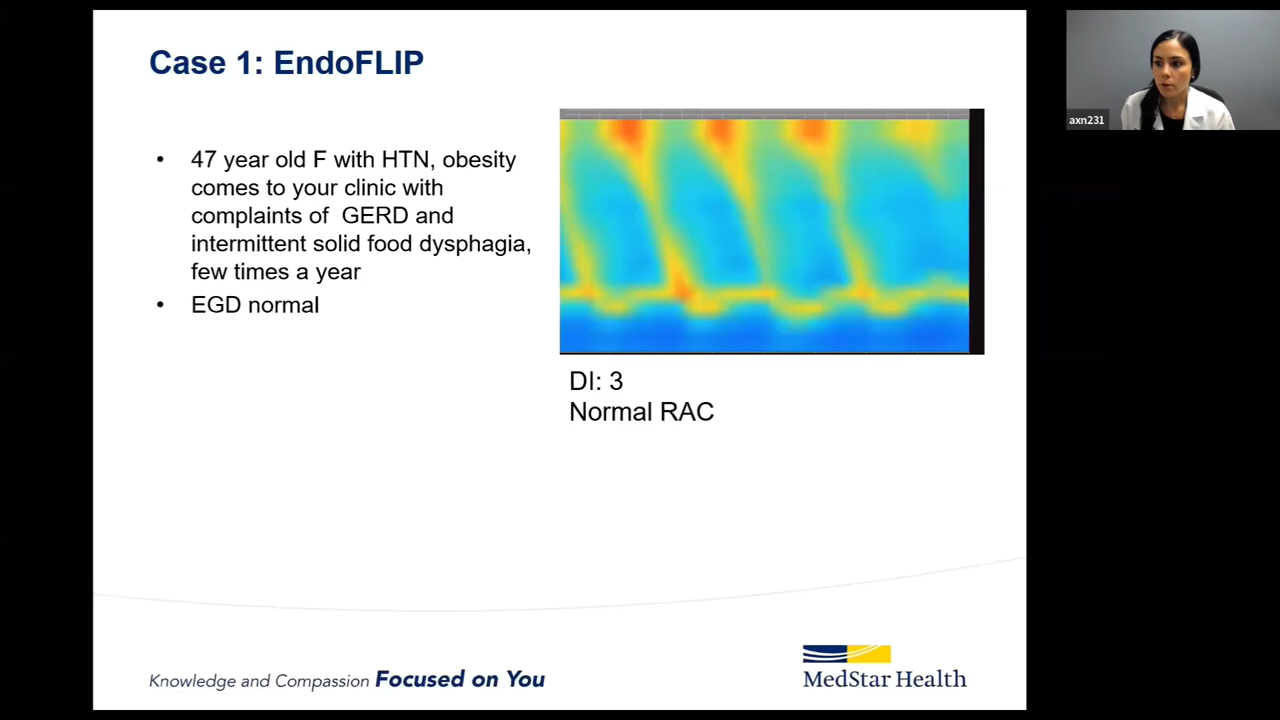 Case 1: EndoFLIP
• 47 year old F with HTN, obesity
comes to your clinic with
complaints of GERD and
intermittent solid food dysphagia,
few times a year
• EGD normal
DI: 3
Normal RAC
Knowledge and Compassion Focused on You
MedStar Health
axn231